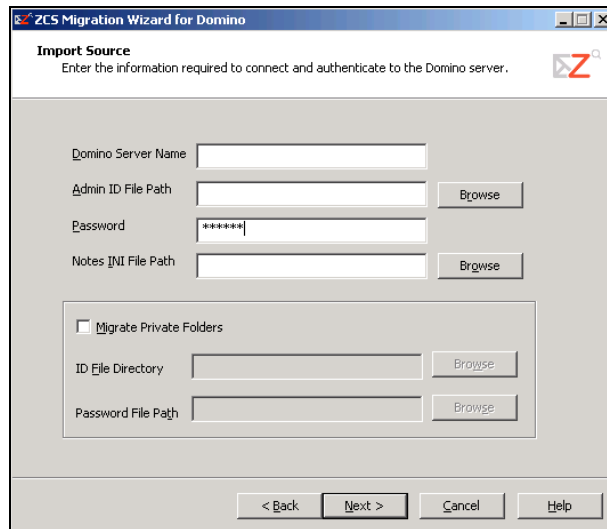 ZCS Migration Wizard for Domino
Import Source
Enter the information required to connect and authenticate to the Domino server.
Domino Server Name
Admin ID File Path
Browse
Password
******
Notes INI File Path
Browse
Migrate Private Folders
ID File Directory
Browse
Password File Path
Browse
< Back
Next >
Cancel
Help